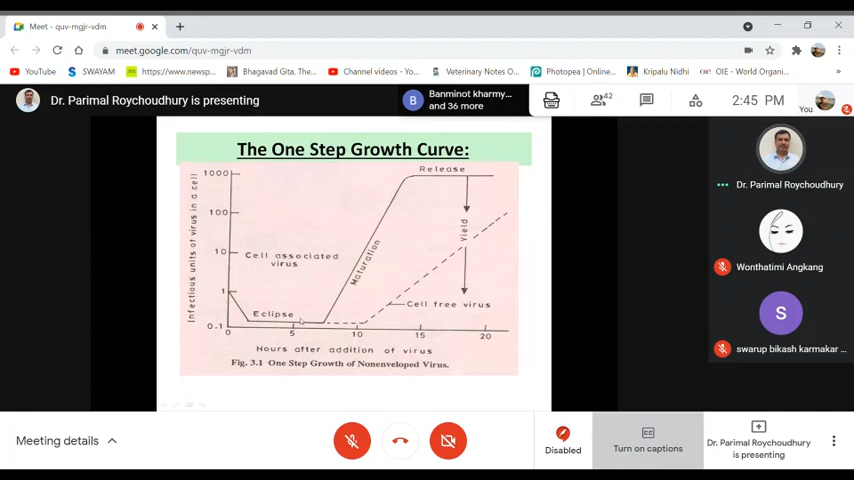 Meet - quv-mgjr-vdm
meet.google.com/quv-mgjr-vdm
YouTube
SWAYAM
https://www.newsp...
Bhagavad Gita, The...
Channel videos - Yo...
Veterinary Notes O...
Photopea | Online...
Kripalu Nidhi
OIE - World Organi...
Dr. Parimal Roychoudhury is presenting
B
Banminot kharmy...
and 36 more
42
2:45 PM
You
The One Step Growth Curve:
Infectious units of virus in a cell
1000
100
10
1
0.1
Release
Cell associated
virus
Maturation
Yield
Eclipse
Cell free virus
0
5
10
15
20
Hours after addition of virus
Fig. 3.1 One Step Growth of Nonenveloped Virus.
Dr. Parimal Roychoudhury
Wonthatimi Angkang
S
swarup bikash karmakar ...
Meeting details
Disabled
CC
Turn on captions
Dr. Parimal Roychoudhury
is presenting